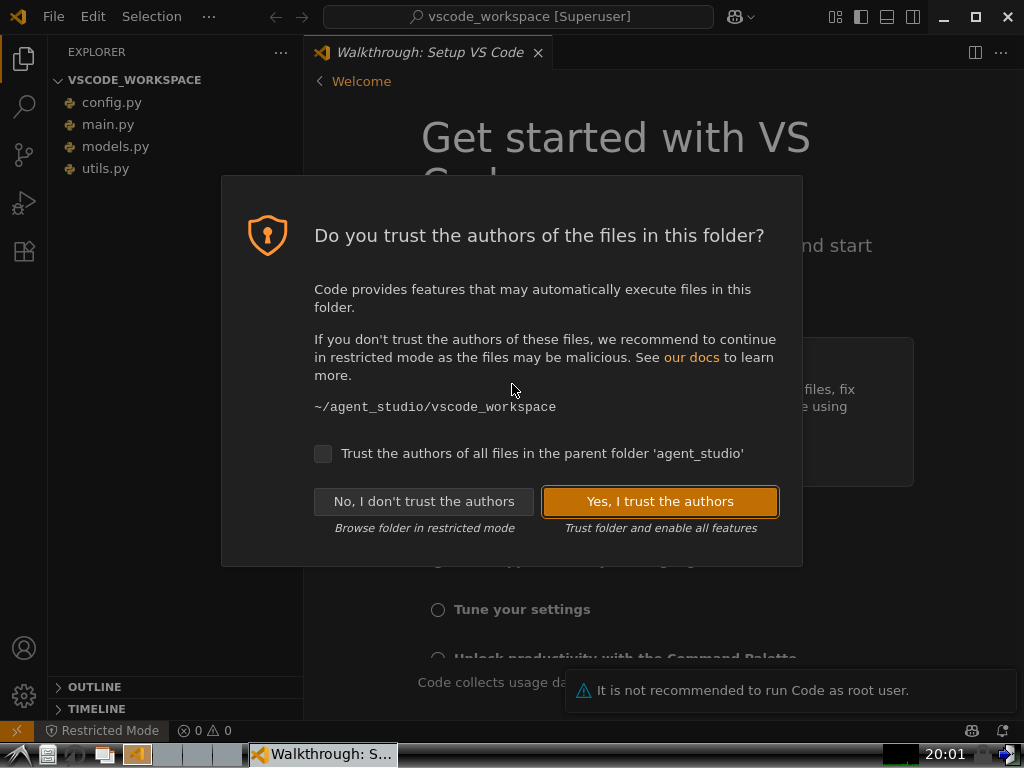 File Edit Selection ···
vscode_workspace [Superuser]
EXPLORER
VSCODE_WORKSPACE
config.py
main.py
models.py
utils.py
OUTLINE
TIMELINE
Walkthrough: Setup VS Code
Welcome
Get started with VS
nd start
files, fix
e using
Do you trust the authors of the files in this folder?
Code provides features that may automatically execute files in this
folder.
If you don't trust the authors of these files, we recommend to continue
in restricted mode as the files may be malicious. See our docs to learn
more.
~/agent_studio/vscode_workspace
Trust the authors of all files in the parent folder 'agent_studio'
No, I don't trust the authors
Yes, I trust the authors
Browse folder in restricted mode
Trust folder and enable all features
Tune your settings
Unlock productivity with the Command Palette
Code collects usage da
It is not recommended to run Code as root user.
Restricted Mode 0 0
Walkthrough: S... 20:01